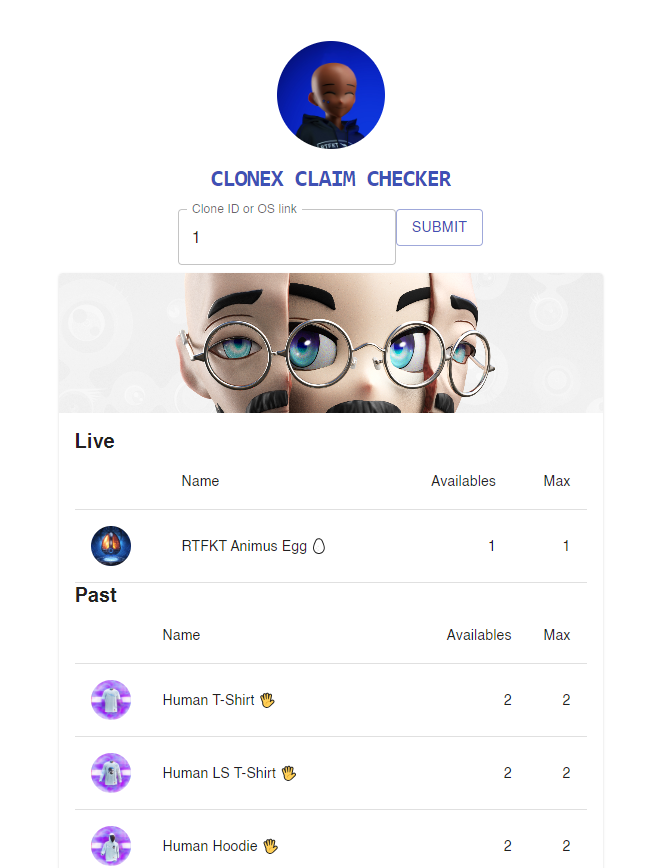 RTFKT
CLONEX CLAIM CHECKER
Clone ID or OS link
1
SUBMIT
Live
Name Availables Max
RTFKT Animus Egg 🥚 1 1
Past
Name Availables Max
Human T-Shirt 🖐 2 2
Human LS T-Shirt 🖐 2 2
Human Hoodie 🖐 2 2